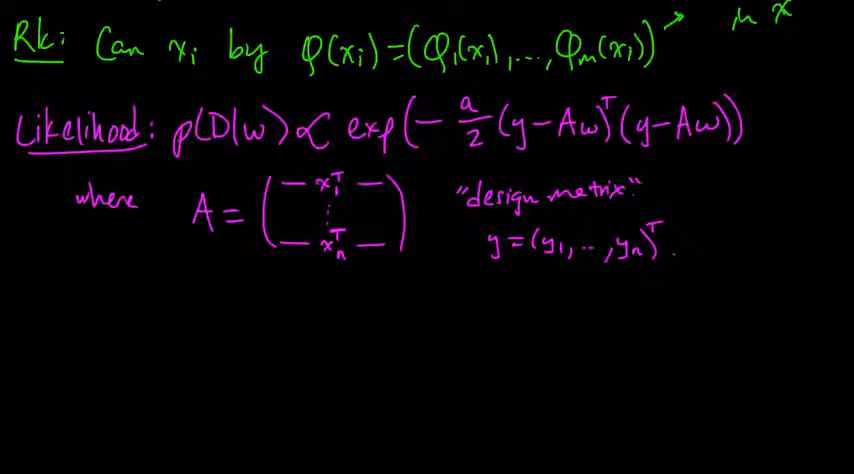 Rk: Can xᵢ by φ(xᵢ) = (φ₁(xᵢ),...,φₘ(xᵢ))
Likelihood: p(D|w) ∝ exp(− a/2 (y − Aw)ᵀ(y − Aw))
where A = ( — x₁ᵀ —
⋮
— xₙᵀ — )
"design matrix".
y = (y₁,..,yₙ)ᵀ.